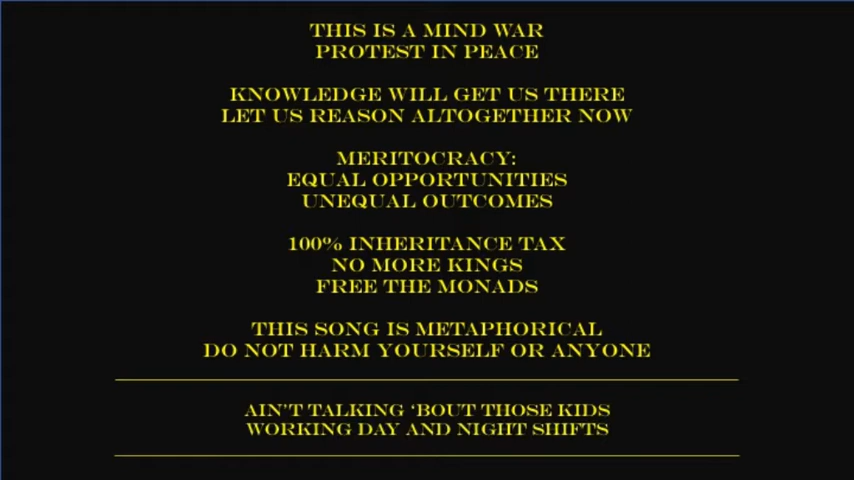 THIS IS A MIND WAR
PROTEST IN PEACE
KNOWLEDGE WILL GET US THERE
LET US REASON ALTOGETHER NOW
MERITOCRACY:
EQUAL OPPORTUNITIES
UNEQUAL OUTCOMES
100% INHERITANCE TAX
NO MORE KINGS
FREE THE MONADS
THIS SONG IS METAPHORICAL
DO NOT HARM YOURSELF OR ANYONE
AIN'T TALKING ‘BOUT THOSE KIDS
WORKING DAY AND NIGHT SHIFTS